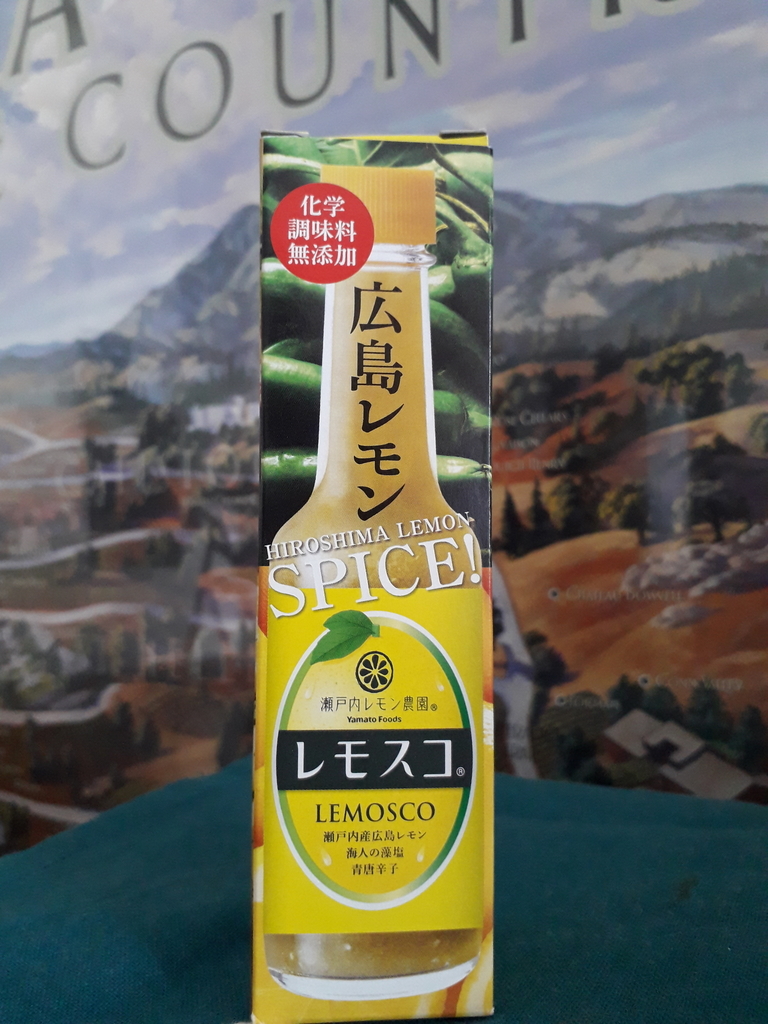 A
COUNT
化学
調味料
無添加
広島レモン
HIROSHIMA LEMON
SPICE!
瀬戸内レモン農園®
Yamato Foods
レモスコ®
LEMOSCO
瀬戸内産広島レモン
海人の藻塩
青唐辛子